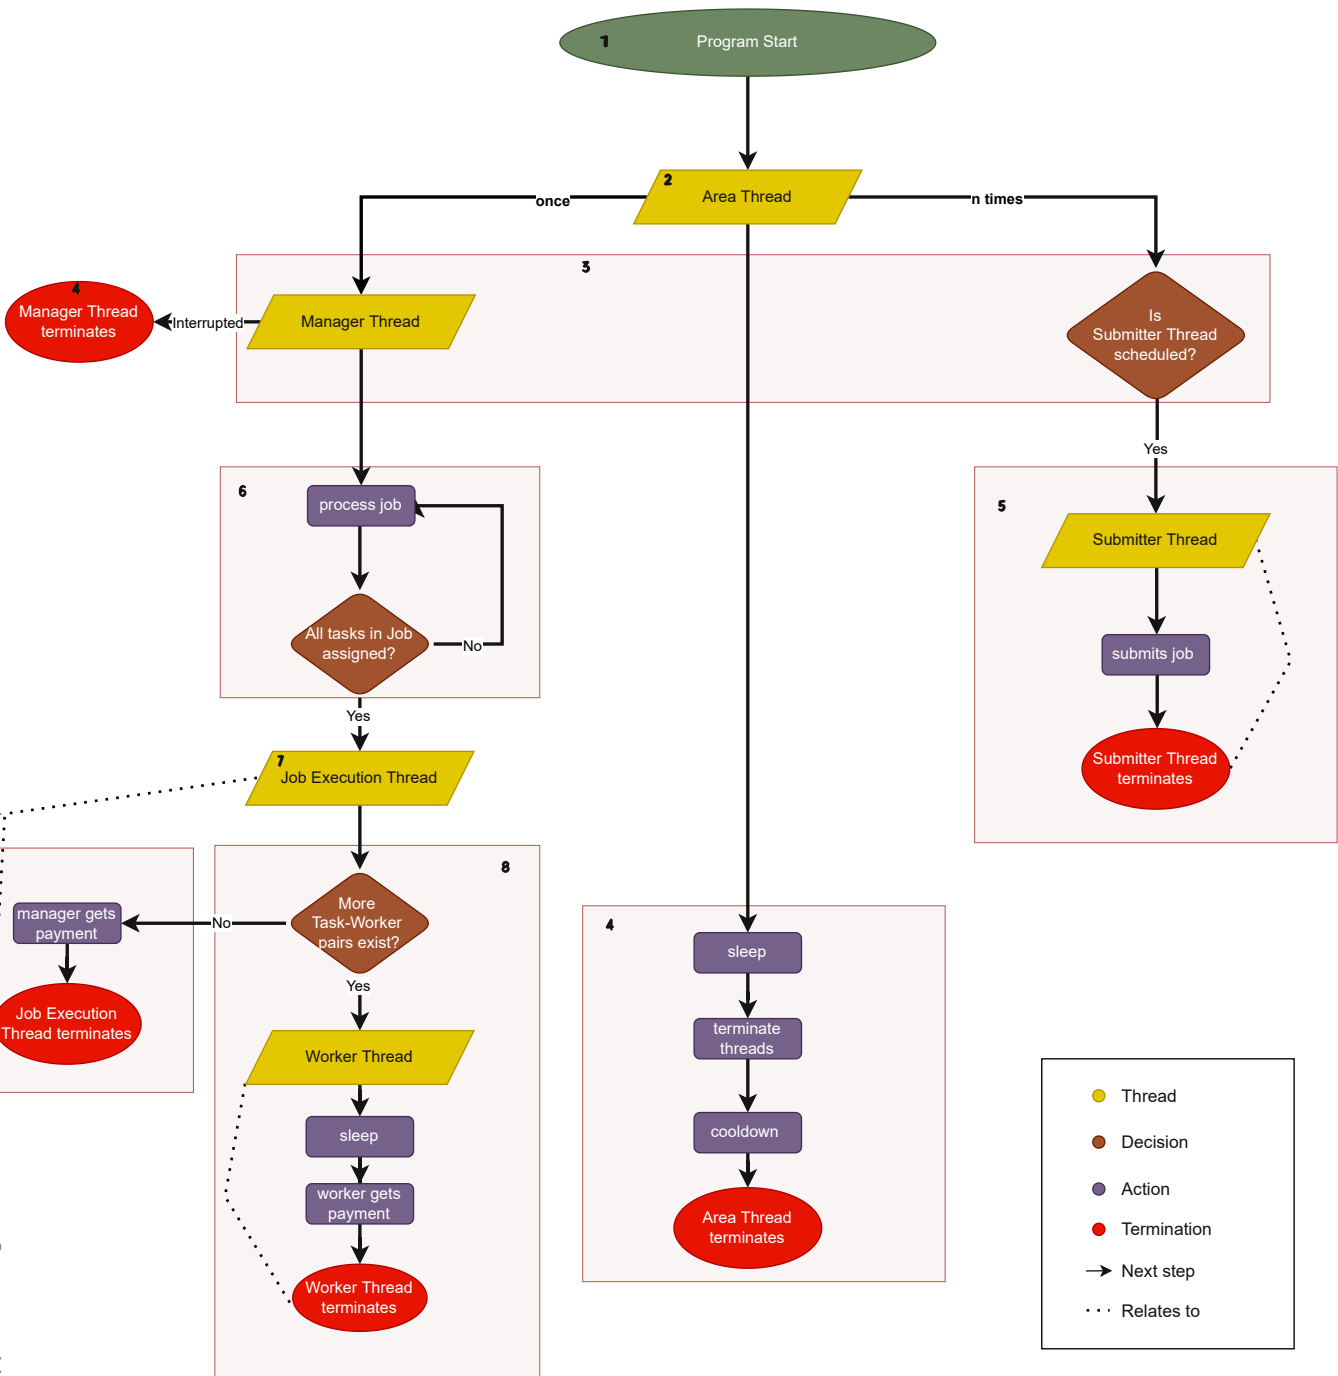 1
Program Start
2
Area Thread
once
n times
3
4
Manager Thread
terminates
Interrupted
Manager Thread
Is
Submitter Thread
scheduled?
Yes
6
process job
All tasks in Job
assigned?
No
Yes
5
Submitter Thread
submits job
Submitter Thread
terminates
7
Job Execution Thread
8
More
Task-Worker
pairs exist?
No
manager gets
payment
Job Execution
Thread terminates
Yes
Worker Thread
sleep
worker gets
payment
Worker Thread
terminates
4
sleep
terminate
threads
cooldown
Area Thread
terminates
Thread
Decision
Action
Termination
Next step
Relates to